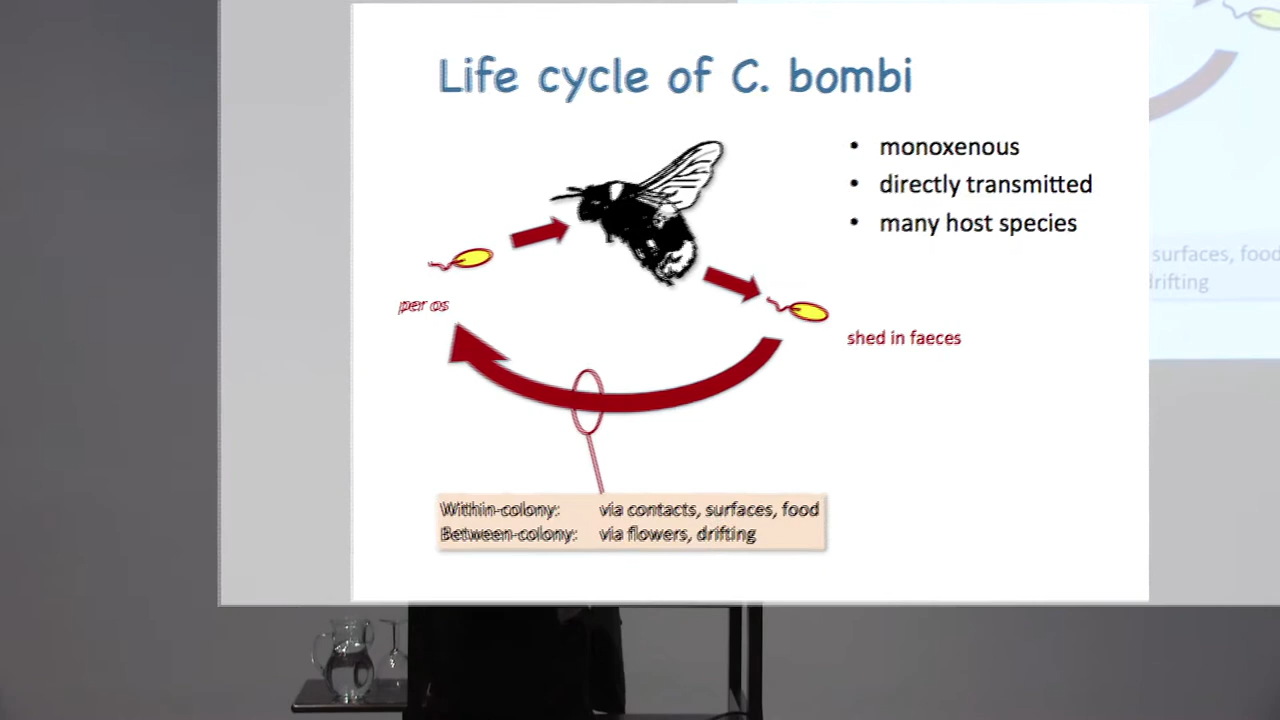 Life cycle of C. bombi
• monoxenous
• directly transmitted
• many host species
per os
shed in faeces
Within-colony: via contacts, surfaces, food
Between-colony: via flowers, drifting
surfaces, food
drifting